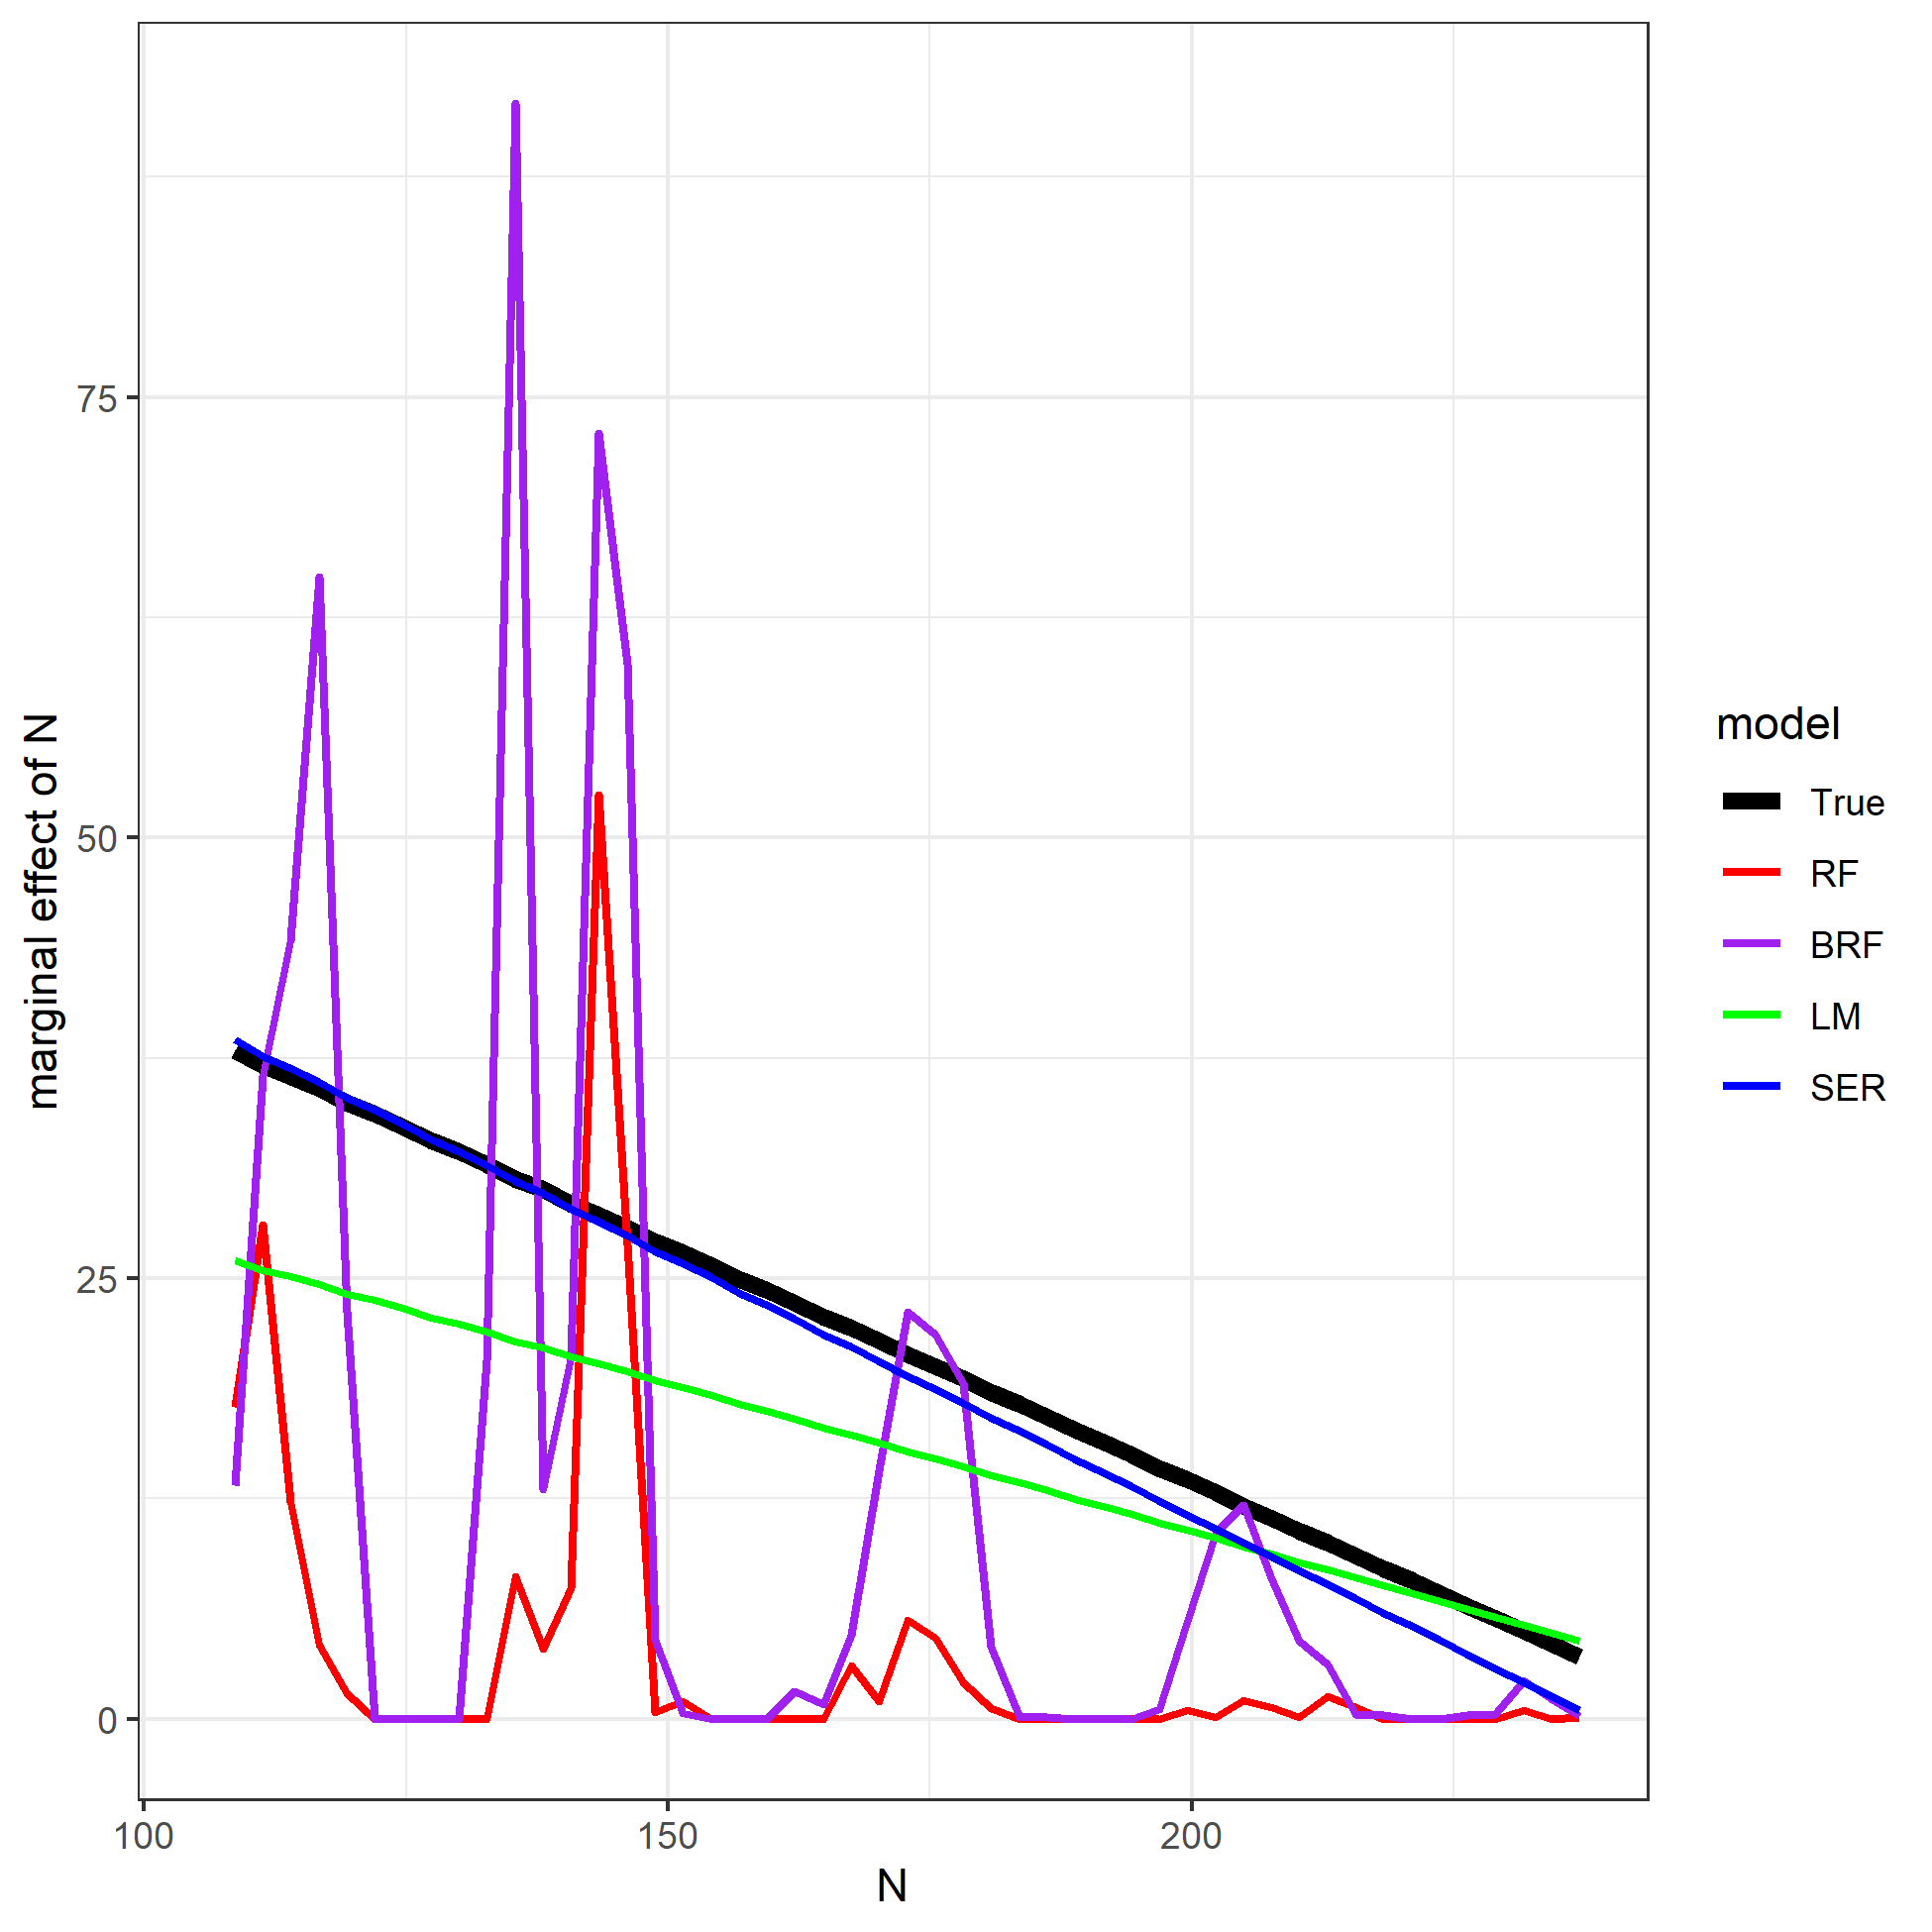 marginal effect of N
75
50
25
0
100
150
200
N
model
True
RF
BRF
LM
SER